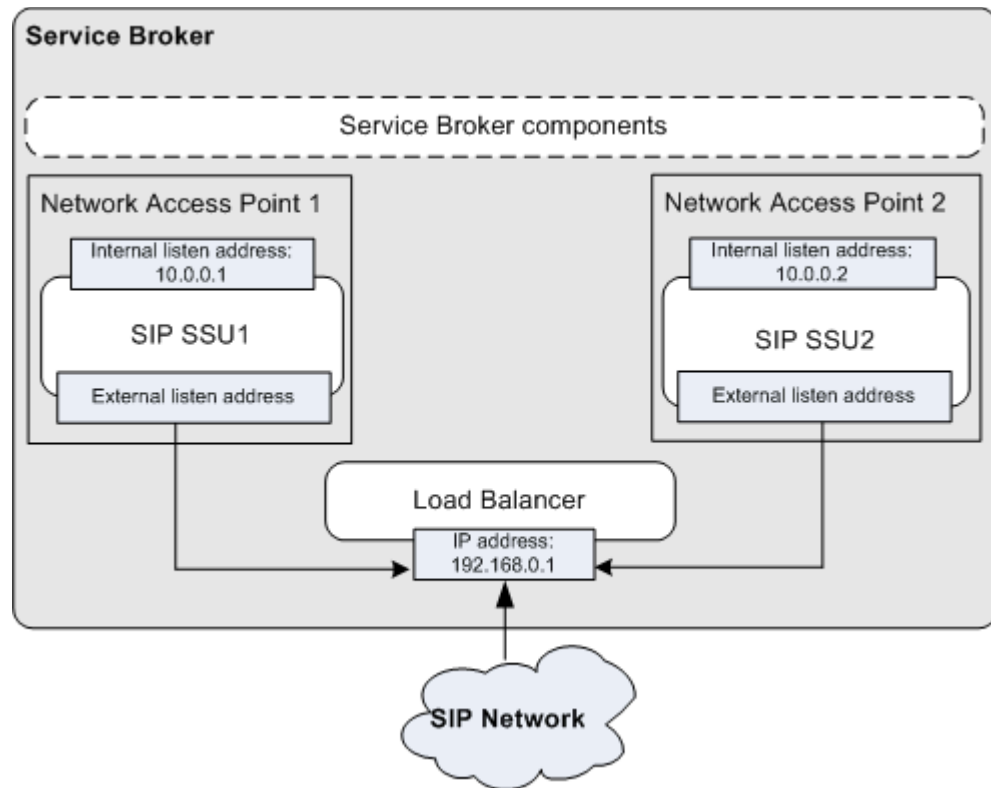 Service Broker
Service Broker components
Network Access Point 1
Internal listen address:
10.0.0.1
SIP SSU1
External listen address
Network Access Point 2
Internal listen address:
10.0.0.2
SIP SSU2
External listen address
Load Balancer
IP address:
192.168.0.1
SIP Network